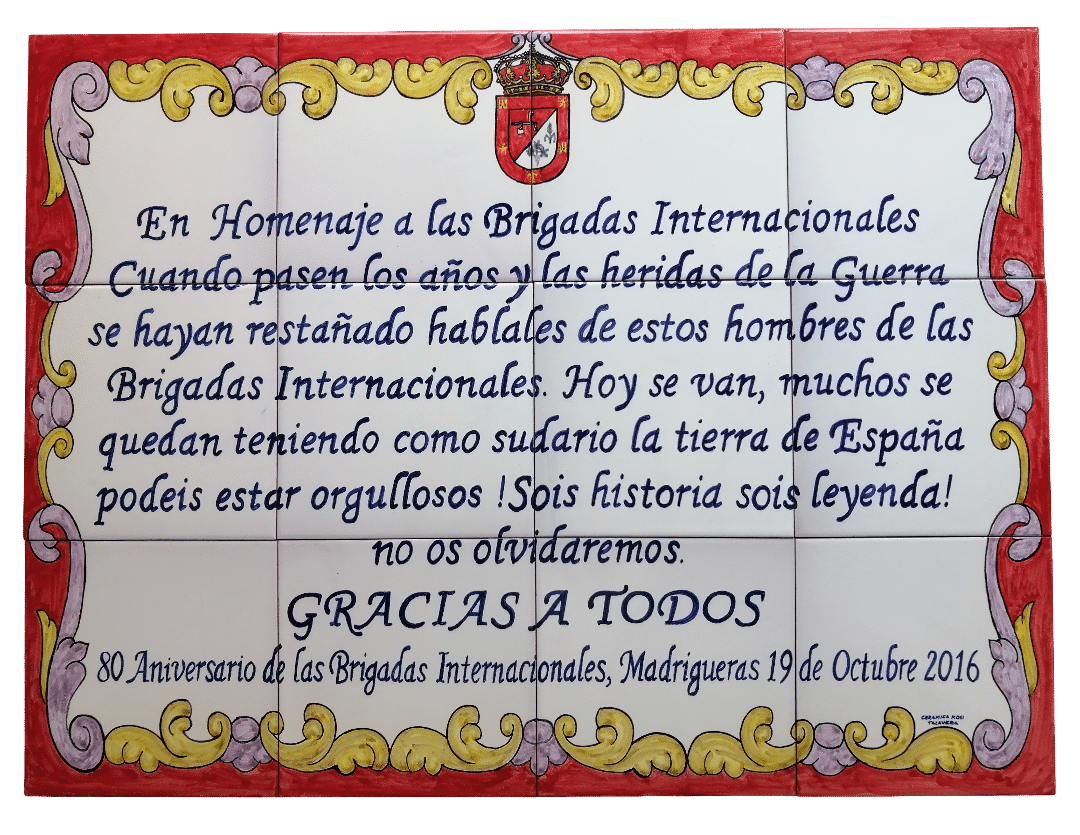 En Homenaje a las Brigadas Internacionales
Cuando pasen los años y las heridas de la Guerra
se hayan restañado hablales de estos hombres de las
Brigadas Internacionales. Hoy se van, muchos se
quedan teniendo como sudario la tierra de España
podeis estar orgullosos !Sois historia sois leyenda!
no os olvidaremos.
GRACIAS A TODOS
80 Aniversario de las Brigadas Internacionales, Madrigueras 19 de Octubre 2016
CERAMICA ROSI
TALAVERA